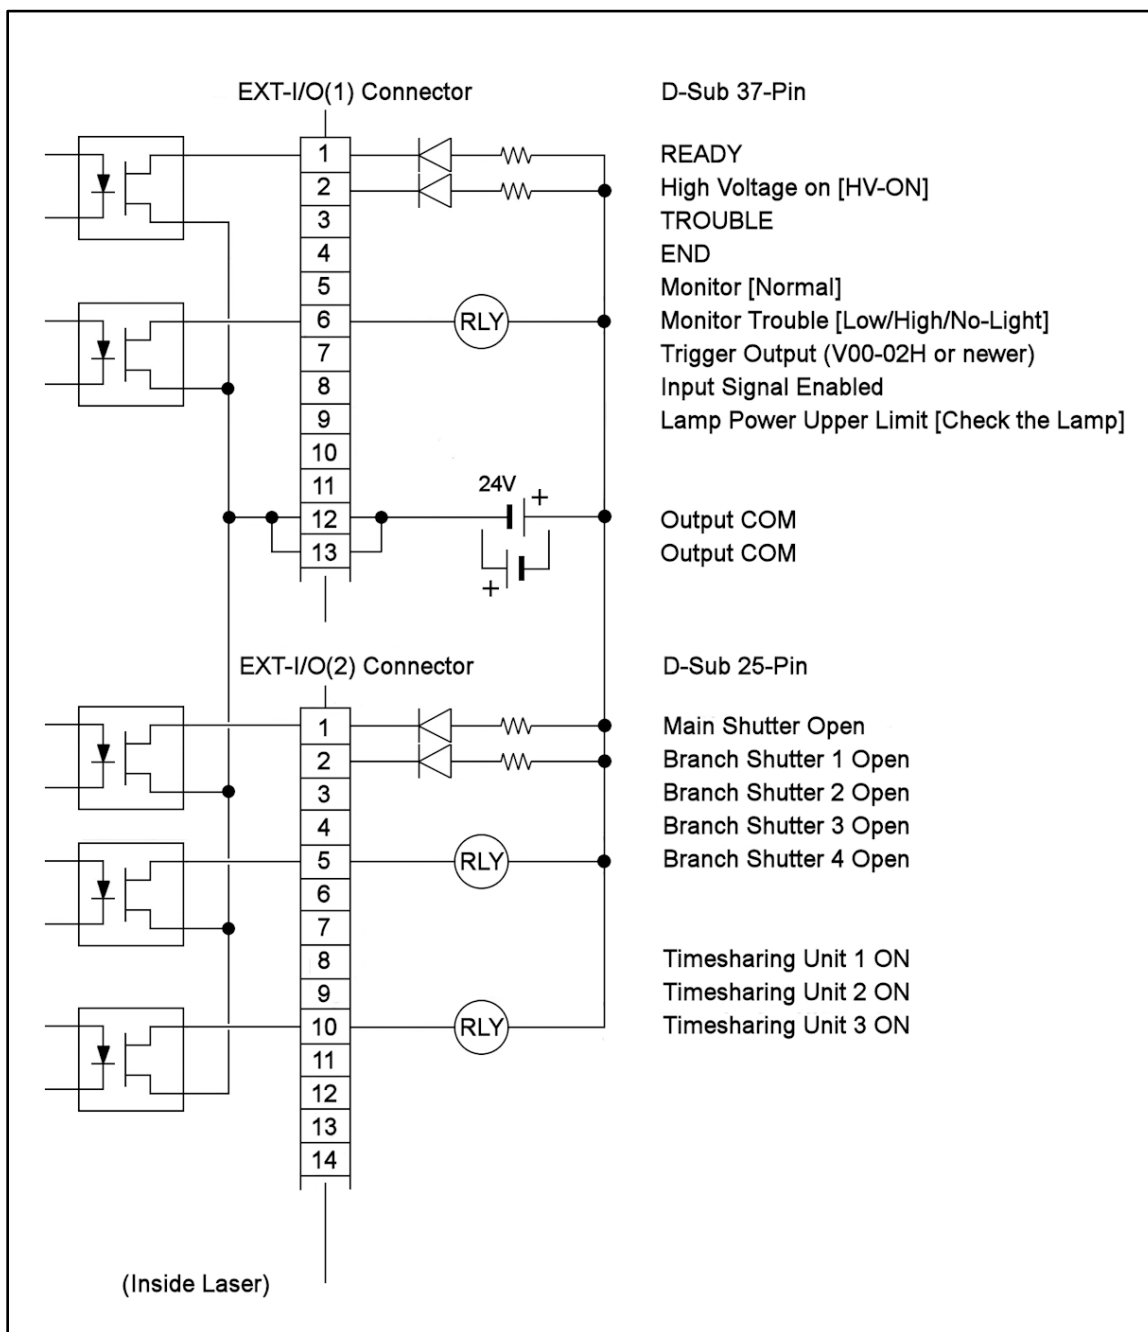 EXT-I/O(1) Connector D-Sub 37-Pin
1 READY
2 High Voltage on [HV-ON]
3 TROUBLE
4 END
5 Monitor [Normal]
6 RLY Monitor Trouble [Low/High/No-Light]
7 Trigger Output (V00-02H or newer)
8 Input Signal Enabled
9 Lamp Power Upper Limit [Check the Lamp]
10
11
24V
+
12 Output COM
13 Output COM
+
EXT-I/O(2) Connector D-Sub 25-Pin
1 Main Shutter Open
2 Branch Shutter 1 Open
3 Branch Shutter 2 Open
4 Branch Shutter 3 Open
5 RLY Branch Shutter 4 Open
6
7
8 Timesharing Unit 1 ON
9 Timesharing Unit 2 ON
10 RLY Timesharing Unit 3 ON
11
12
13
14
(Inside Laser)